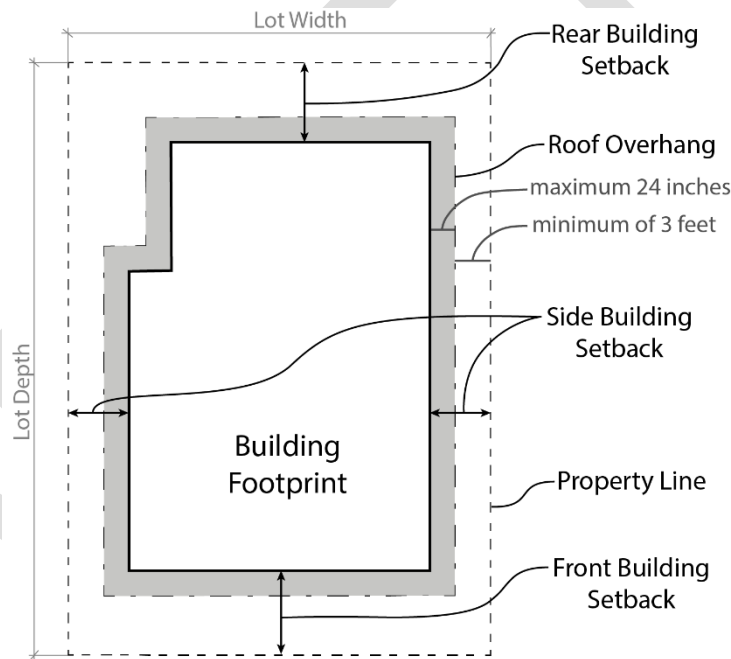 Lot Width
Rear Building
Setback
Roof Overhang
maximum 24 inches
minimum of 3 feet
Side Building
Setback
Lot Depth
Building
Footprint
Property Line
Front Building
Setback